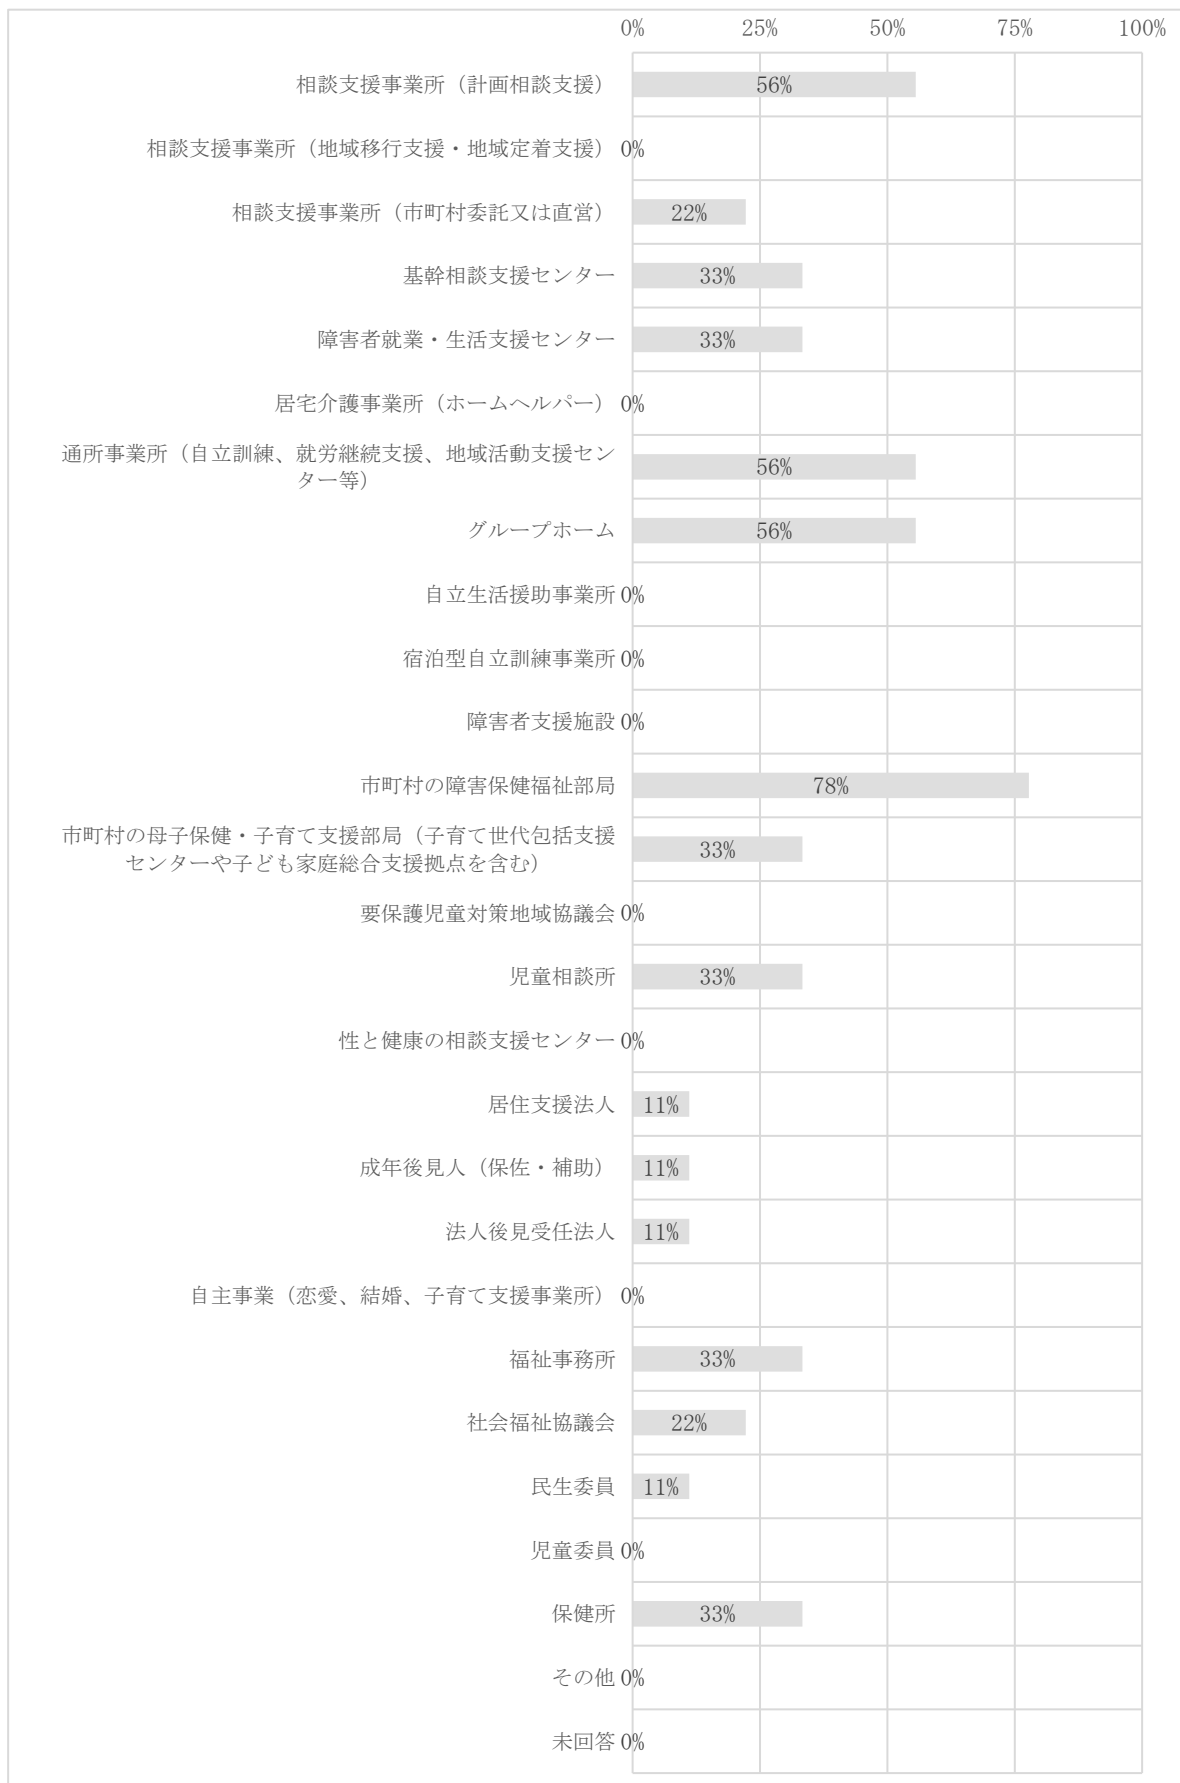 0% 25% 50% 75% 100%
相談支援事業所（計画相談支援） 56%
相談支援事業所（地域移行支援・地域定着支援） 0%
相談支援事業所（市町村委託又は直営） 22%
基幹相談支援センター 33%
障害者就業・生活支援センター 33%
居宅介護事業所（ホームヘルパー） 0%
通所事業所（自立訓練、就労継続支援、地域活動支援セン
ター等） 56%
グループホーム 56%
自立生活援助事業所 0%
宿泊型自立訓練事業所 0%
障害者支援施設 0%
市町村の障害保健福祉部局 78%
市町村の母子保健・子育て支援部局（子育て世代包括支援
センターや子ども家庭総合支援拠点を含む） 33%
要保護児童対策地域協議会 0%
児童相談所 33%
性と健康の相談支援センター 0%
居住支援法人 11%
成年後見人（保佐・補助） 11%
法人後見受任法人 11%
自主事業（恋愛、結婚、子育て支援事業所） 0%
福祉事務所 33%
社会福祉協議会 22%
民生委員 11%
児童委員 0%
保健所 33%
その他 0%
未回答 0%